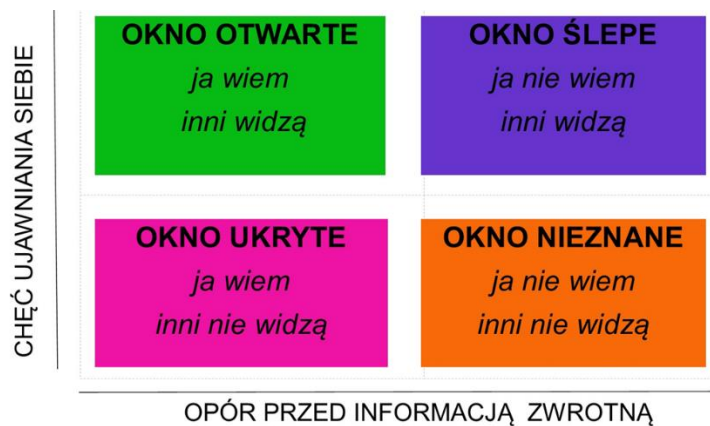 CHĘĆ UJAWNIANIA SIEBIE
OKNO OTWARTE
ja wiem
inni widzą
OKNO ŚLEPE
ja nie wiem
inni widzą
OKNO UKRYTE
ja wiem
inni nie widzą
OKNO NIEZNANE
ja nie wiem
inni nie widzą
OPÓR PRZED INFORMACJĄ ZWROTNĄ